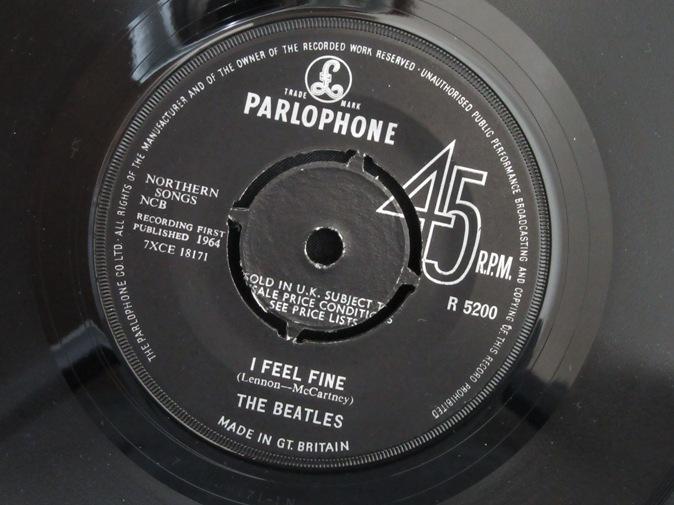 THE PARLOPHONE CO. LTD. · ALL RIGHTS OF THE MANUFACTURER AND OF THE OWNER OF THE RECORDED WORK RESERVED · UNAUTHORISED PUBLIC PERFORMANCE BROADCASTING AND COPYING OF THIS RECORD PROHIBITED
£
TRADE MARK
PARLOPHONE
45
R.P.M.
NORTHERN
SONGS
NCB
RECORDING FIRST
PUBLISHED 1964
7XCE 18171
R 5200
SOLD IN U.K. SUBJECT
SALE PRICE
SEE PRICE LISTS
I FEEL FINE
(Lennon—McCartney)
THE BEATLES
MADE IN GT. BRITAIN